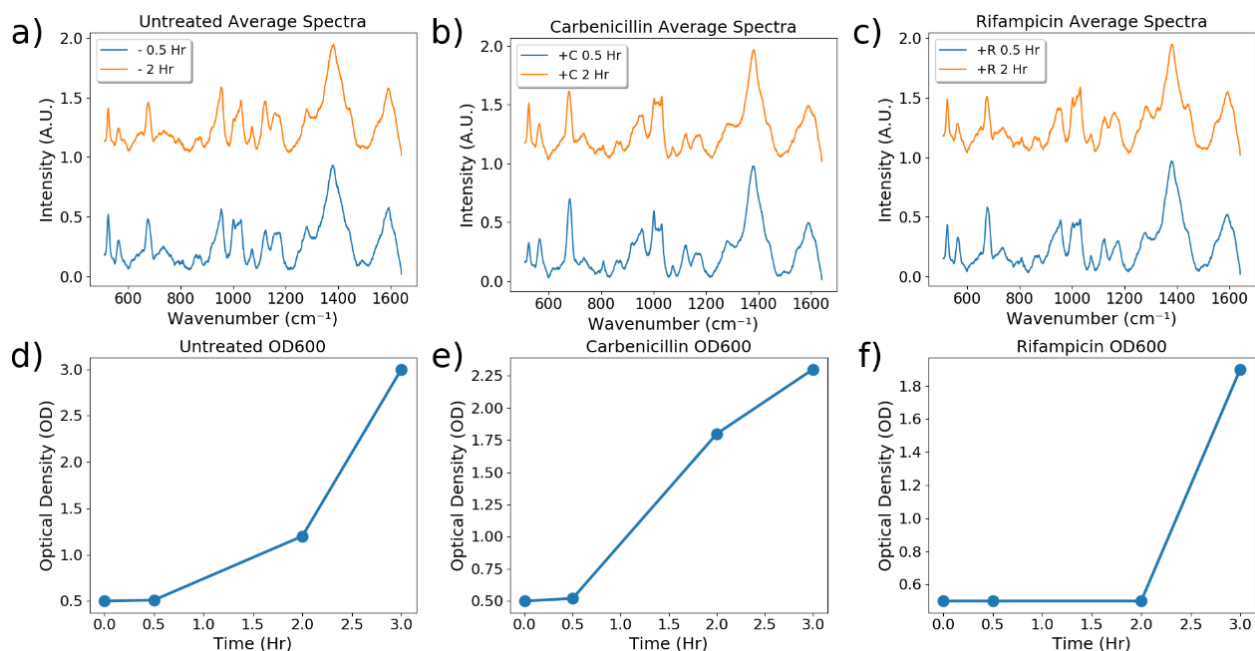 a)
Untreated Average Spectra
- 0.5 Hr
- 2 Hr
2.0
1.5
1.0
0.5
0.0
Intensity (A.U.)
600 800 1000 1200 1400 1600
Wavenumber (cm⁻¹)
b)
Carbenicillin Average Spectra
+C 0.5 Hr
+C 2 Hr
2.0
1.5
1.0
0.5
0.0
Intensity (A.U.)
600 800 1000 1200 1400 1600
Wavenumber (cm⁻¹)
c)
Rifampicin Average Spectra
+R 0.5 Hr
+R 2 Hr
2.0
1.5
1.0
0.5
0.0
Intensity (A.U.)
600 800 1000 1200 1400 1600
Wavenumber (cm⁻¹)
d)
Untreated OD600
3.0
2.5
2.0
1.5
1.0
0.5
Optical Density (OD)
0.0 0.5 1.0 1.5 2.0 2.5 3.0
Time (Hr)
e)
Carbenicillin OD600
2.25
2.00
1.75
1.50
1.25
1.00
0.75
0.50
Optical Density (OD)
0.0 0.5 1.0 1.5 2.0 2.5 3.0
Time (Hr)
f)
Rifampicin OD600
1.8
1.6
1.4
1.2
1.0
0.8
0.6
Optical Density (OD)
0.0 0.5 1.0 1.5 2.0 2.5 3.0
Time (Hr)